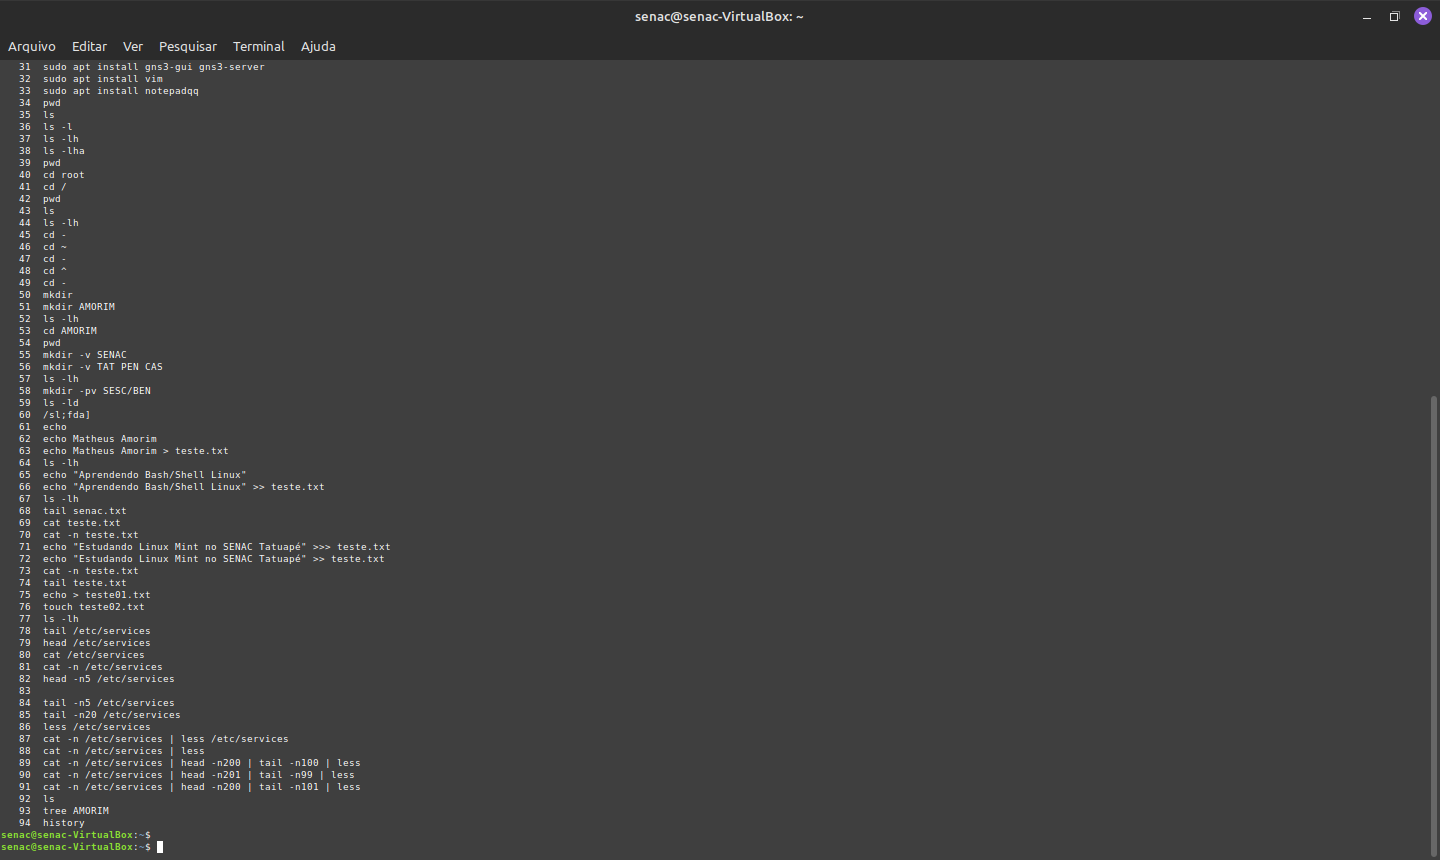 senac@senac-VirtualBox: ~
Arquivo Editar Ver Pesquisar Terminal Ajuda
31 sudo apt install gns3-gui gns3-server
32 sudo apt install vim
33 sudo apt install notepadqq
34 pwd
35 ls
36 ls -l
37 ls -lh
38 ls -lha
39 pwd
40 cd root
41 cd /
42 pwd
43 ls
44 ls -lh
45 cd -
46 cd ~
47 cd -
48 cd ^
49 cd -
50 mkdir
51 mkdir AMORIM
52 ls -lh
53 cd AMORIM
54 pwd
55 mkdir -v SENAC
56 mkdir -v TAT PEN CAS
57 ls -lh
58 mkdir -pv SESC/BEN
59 ls -ld
60 /sl;fda]
61 echo
62 echo Matheus Amorim
63 echo Matheus Amorim > teste.txt
64 ls -lh
65 echo "Aprendendo Bash/Shell Linux"
66 echo "Aprendendo Bash/Shell Linux" >> teste.txt
67 ls -lh
68 tail senac.txt
69 cat teste.txt
70 cat -n teste.txt
71 echo "Estudando Linux Mint no SENAC Tatuapé" >>> teste.txt
72 echo "Estudando Linux Mint no SENAC Tatuapé" >> teste.txt
73 cat -n teste.txt
74 tail teste.txt
75 echo > teste01.txt
76 touch teste02.txt
77 ls -lh
78 tail /etc/services
79 head /etc/services
80 cat /etc/services
81 cat -n /etc/services
82 head -n5 /etc/services
83
84 tail -n5 /etc/services
85 tail -n20 /etc/services
86 less /etc/services
87 cat -n /etc/services | less /etc/services
88 cat -n /etc/services | less
89 cat -n /etc/services | head -n200 | tail -n100 | less
90 cat -n /etc/services | head -n201 | tail -n99 | less
91 cat -n /etc/services | head -n200 | tail -n101 | less
92 ls
93 tree AMORIM
94 history
senac@senac-VirtualBox:~$
senac@senac-VirtualBox:~$